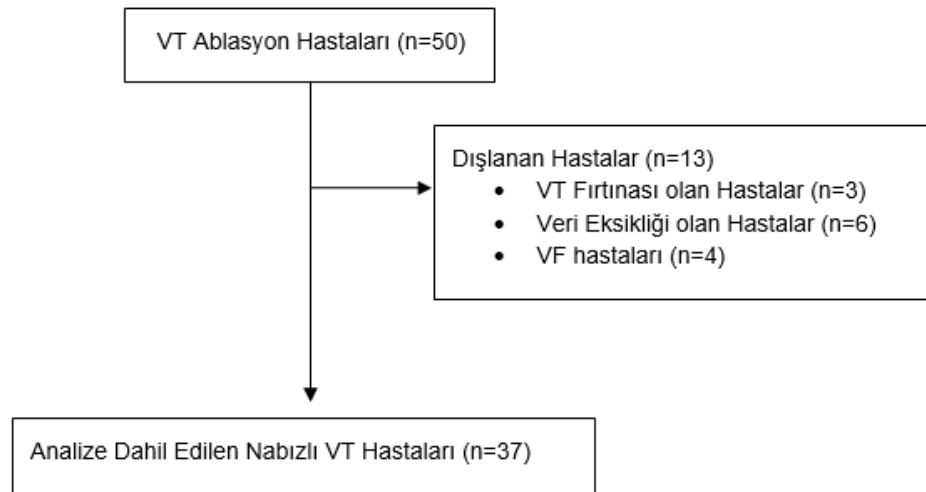 VT Ablasyon Hastaları (n=50)
Dışlanan Hastalar (n=13)
• VT Fırtınası olan Hastalar (n=3)
• Veri Eksikliği olan Hastalar (n=6)
• VF hastaları (n=4)
Analize Dahil Edilen Nabızlı VT Hastaları (n=37)